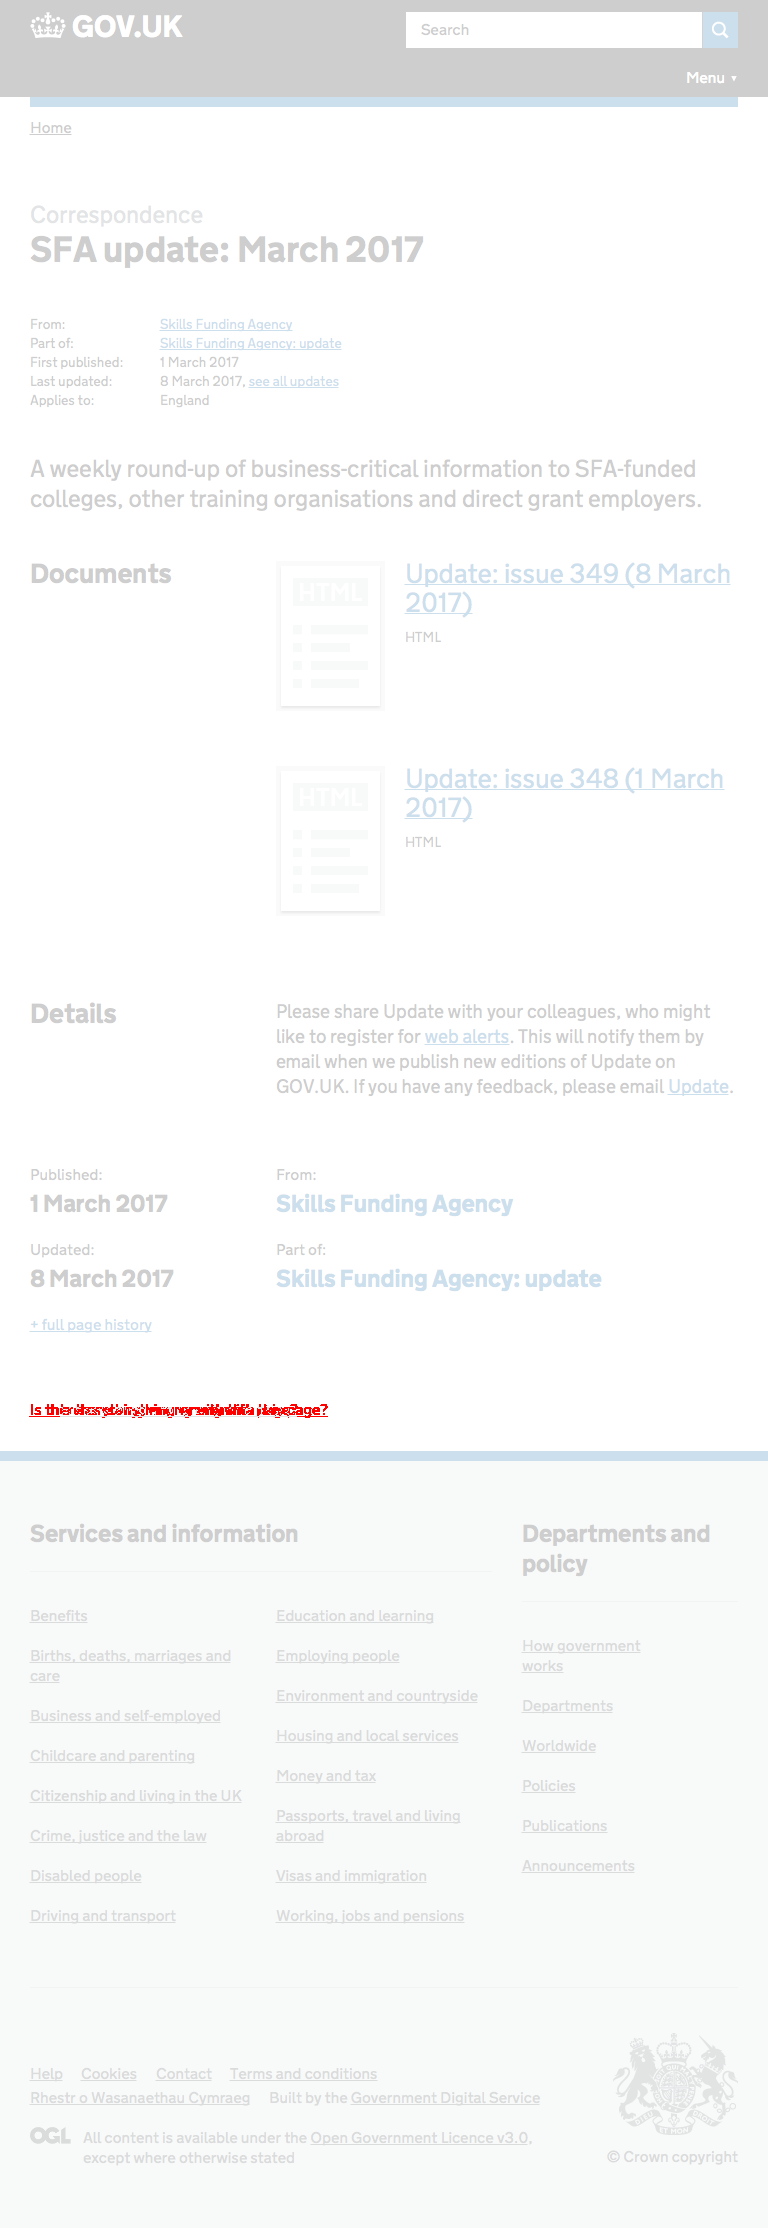 GOV.UK
Search
Menu ▼
Home
Correspondence
SFA update: March 2017
From: Skills Funding Agency
Part of: Skills Funding Agency: update
First published: 1 March 2017
Last updated: 8 March 2017, see all updates
Applies to: England
A weekly round-up of business-critical information to SFA-funded
colleges, other training organisations and direct grant employers.
Documents
HTML
Update: issue 349 (8 March
2017)
HTML
HTML
Update: issue 348 (1 March
2017)
HTML
Details
Please share Update with your colleagues, who might
like to register for web alerts. This will notify them by
email when we publish new editions of Update on
GOV.UK. If you have any feedback, please email Update.
Published:
1 March 2017
From:
Skills Funding Agency
Updated:
8 March 2017
Part of:
Skills Funding Agency: update
+ full page history
Services and information
Benefits
Births, deaths, marriages and
care
Business and self-employed
Childcare and parenting
Citizenship and living in the UK
Crime, justice and the law
Disabled people
Driving and transport
Education and learning
Employing people
Environment and countryside
Housing and local services
Money and tax
Passports, travel and living
abroad
Visas and immigration
Working, jobs and pensions
Departments and
policy
How government
works
Departments
Worldwide
Policies
Publications
Announcements
Help Cookies Contact Terms and conditions
Rhestr o Wasanaethau Cymraeg Built by the Government Digital Service
OGL All content is available under the Open Government Licence v3.0,
except where otherwise stated
© Crown copyright